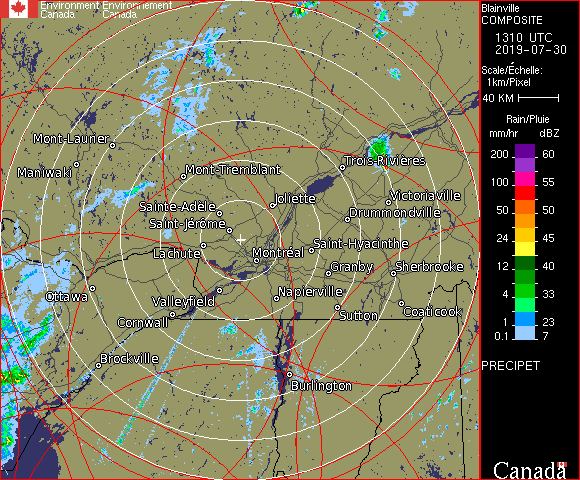 Environment Environnement
Canada Canada
Blainville
COMPOSITE
1310 UTC
2019-07-30
Scale/Échelle:
1km/Pixel
40 KM
Rain/Pluie
mm/hr dBZ
200 60
100 55
50 50
24 45
12 40
4 33
1 23
0.1 7
PRECIPET
Canada
Mont-Laurier
Maniwaki
Mont-Tremblant
Trois-Rivières
Joliette
Victoriaville
Sainte-Adèle
Drummondville
Saint-Jérôme
Saint-Hyacinthe
Lachute
Montréal
Granby
Sherbrooke
Ottawa
Valleyfield
Napierville
Coaticook
Cornwall
Sutton
Brockville
Burlington